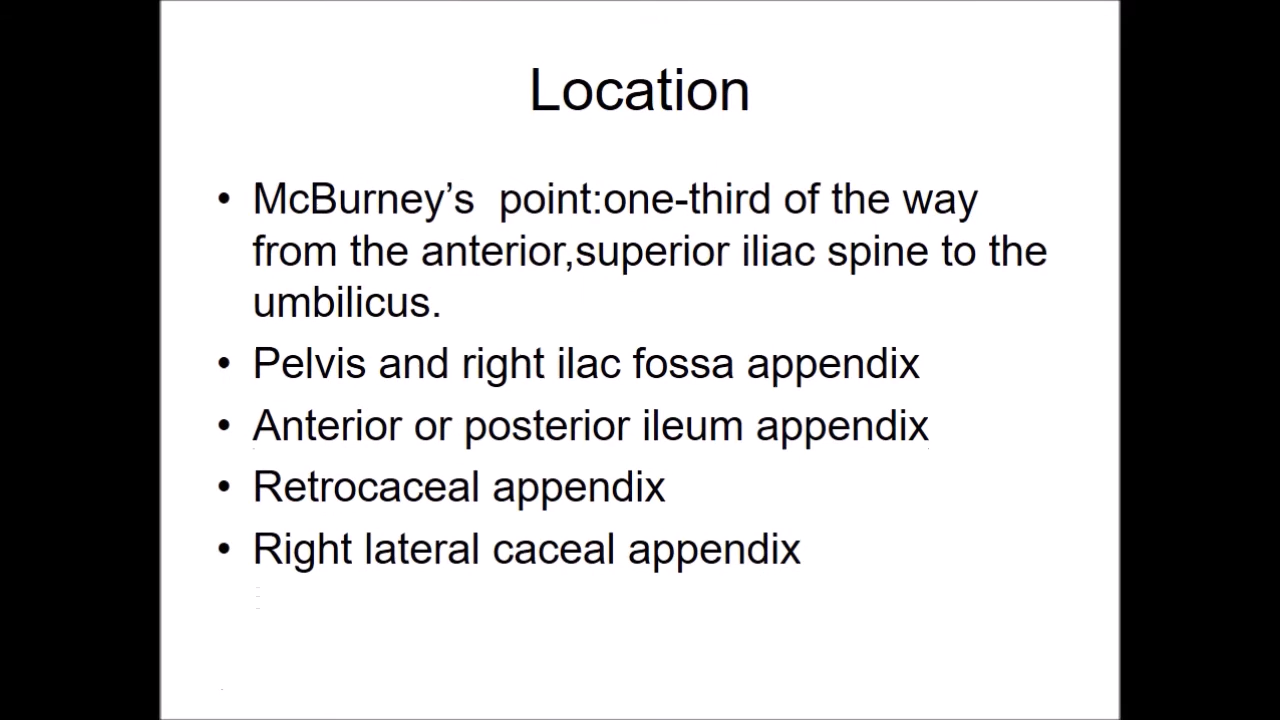 Location
• McBurney’s  point:one-third of the way
from the anterior,superior iliac spine to the
umbilicus.
• Pelvis and right ilac fossa appendix
• Anterior or posterior ileum appendix
• Retrocaceal appendix
• Right lateral caceal appendix